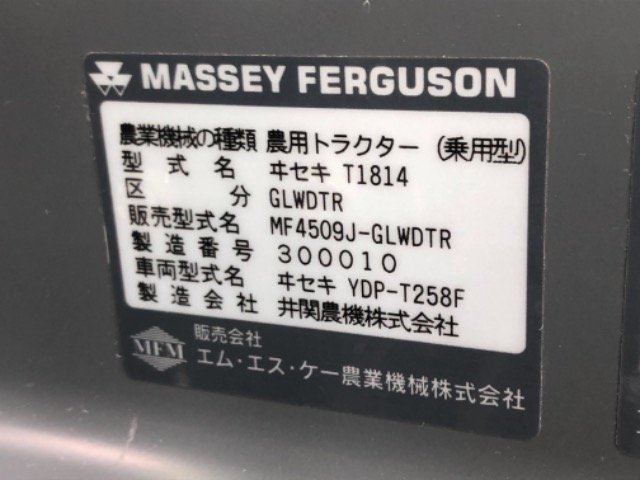 MASSEY FERGUSON
農業機械の種類 農用トラクター (乗用型)
型式名 ヰセキ T1814
区分 GLWDTR
販売型式名 MF4509J-GLWDTR
製造番号 300010
車両型式名 ヰセキ YDP-T258F
製造会社 井関農機株式会社
MFM 販売会社
エム・エス・ケー農業機械株式会社